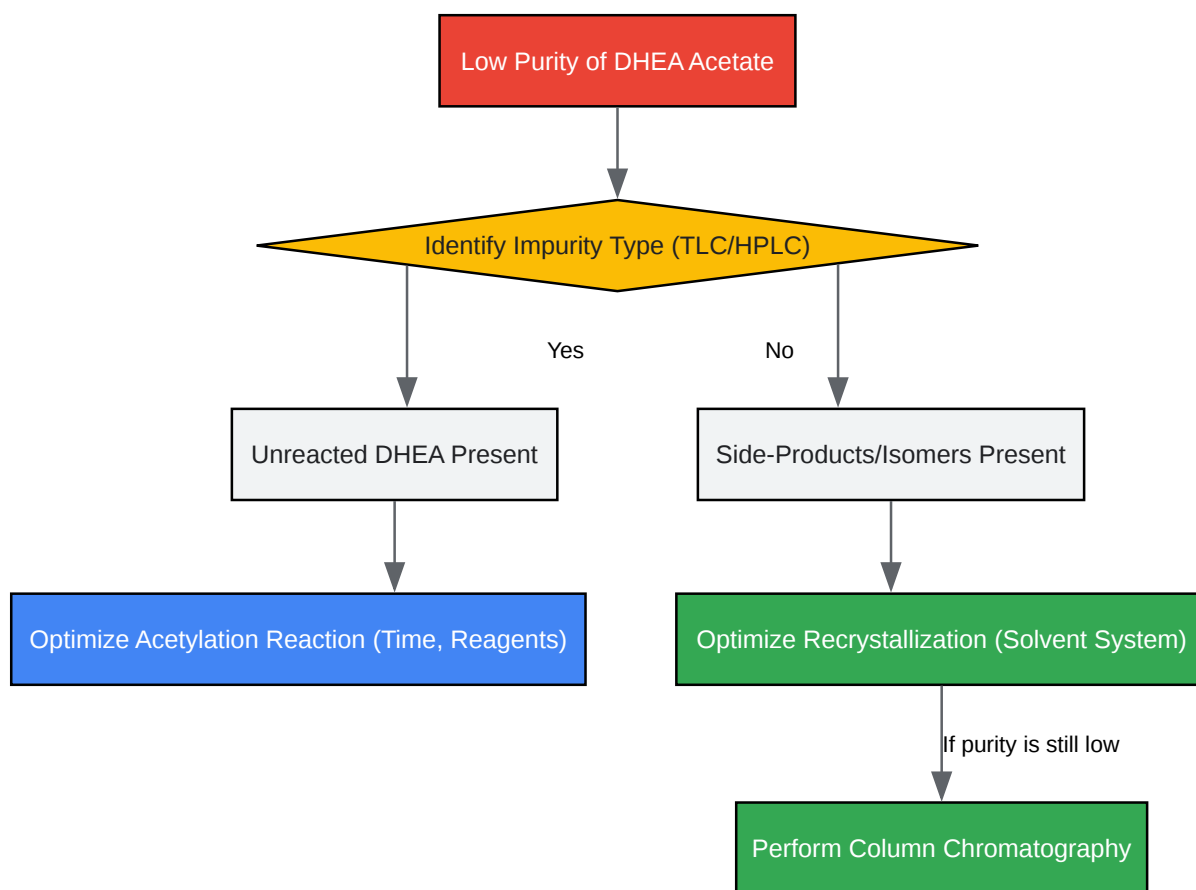 Low Purity of DHEA Acetate
Identify Impurity Type (TLC/HPLC)
Yes
No
Unreacted DHEA Present
Side-Products/Isomers Present
Optimize Acetylation Reaction (Time, Reagents)
Optimize Recrystallization (Solvent System)
If purity is still low
Perform Column Chromatography